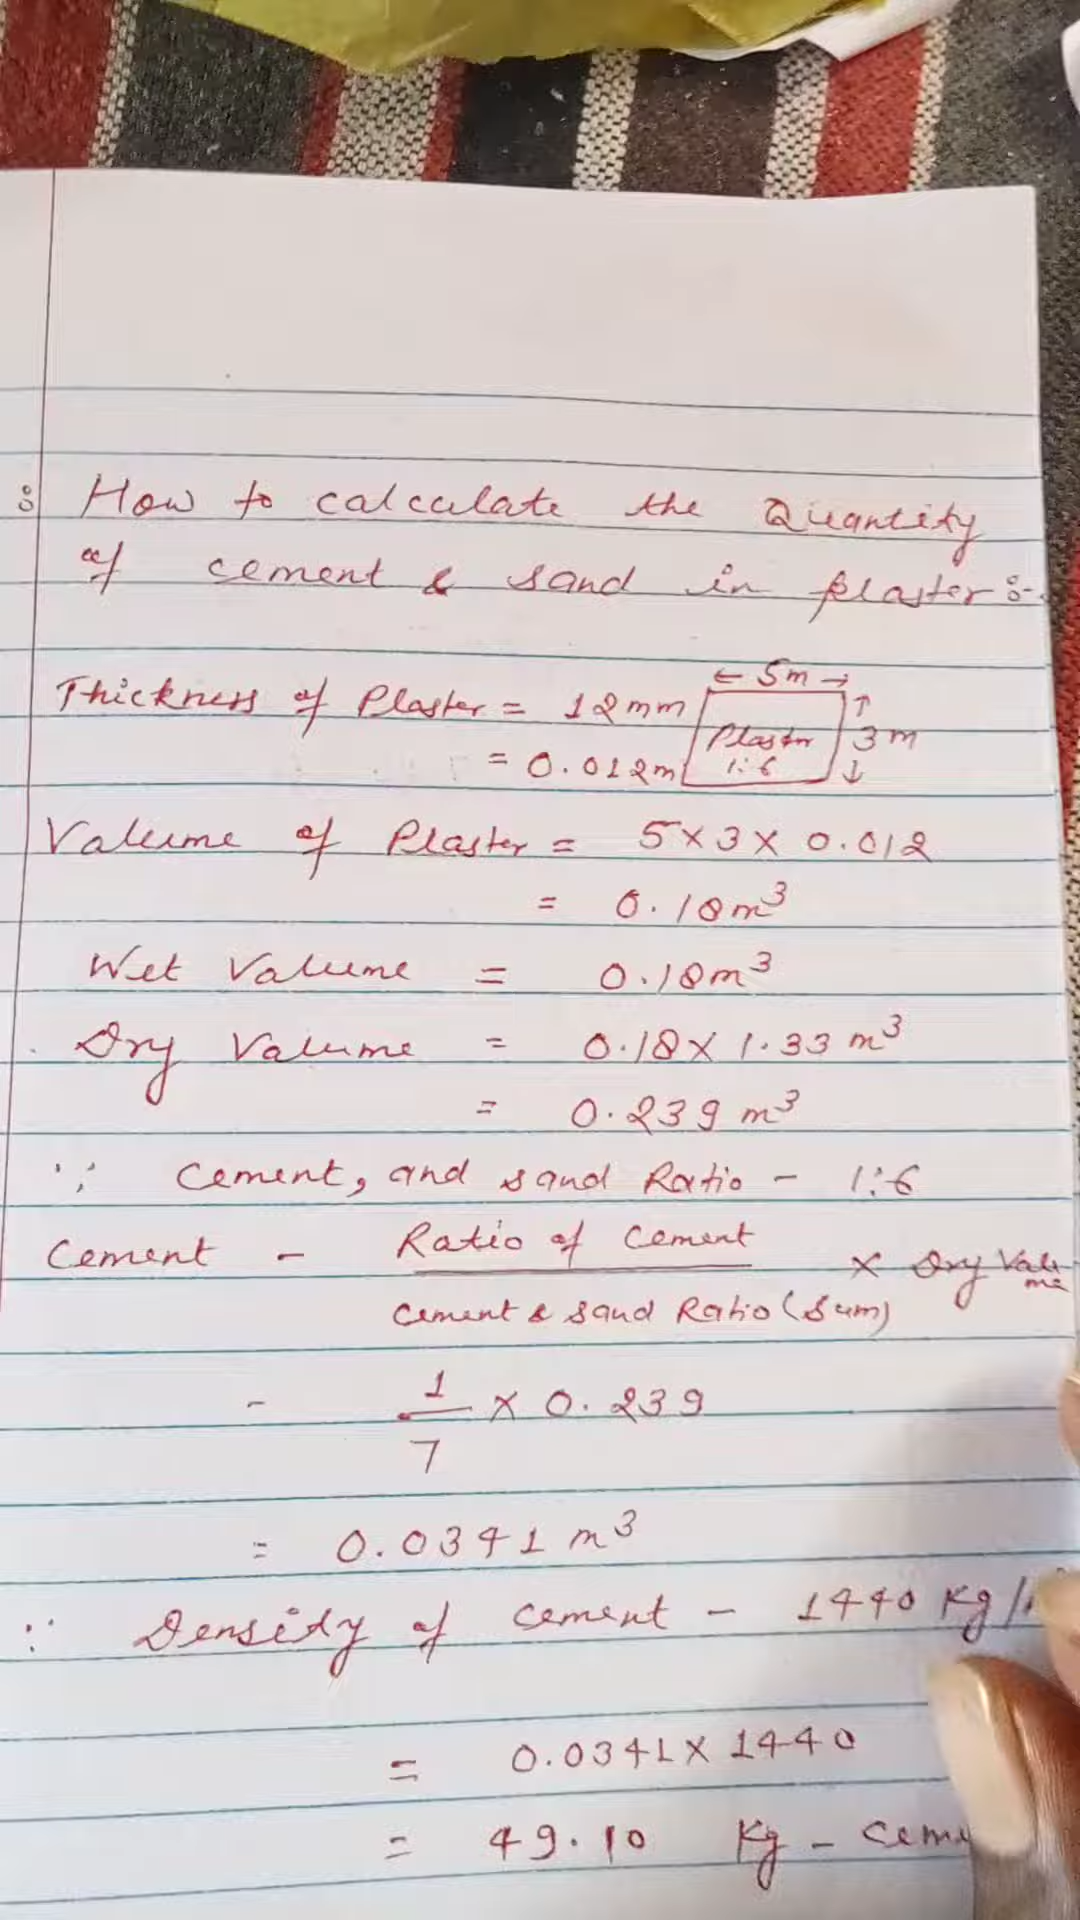 : How to calculate the Quantity
of cement & sand in plaster :-
← 5m →
Thickness of Plaster = 12mm
Plaster
3m
= 0.012m
1:6
Valume of Plaster = 5 x 3 x 0.012
= 0.18m³
Wet Valume = 0.18m³
Dry Valume = 0.18 x 1.33 m³
= 0.239 m³
∵ Cement, and sand Ratio - 1:6
Cement - Ratio of Cement
x Dry Valume
Cement & sand Ratio (Sum)
- 1/7 x 0.239
= 0.0341 m³
∵ Density of cement - 1440 Kg/
= 0.0341 x 1440
= 49.10 Kg -